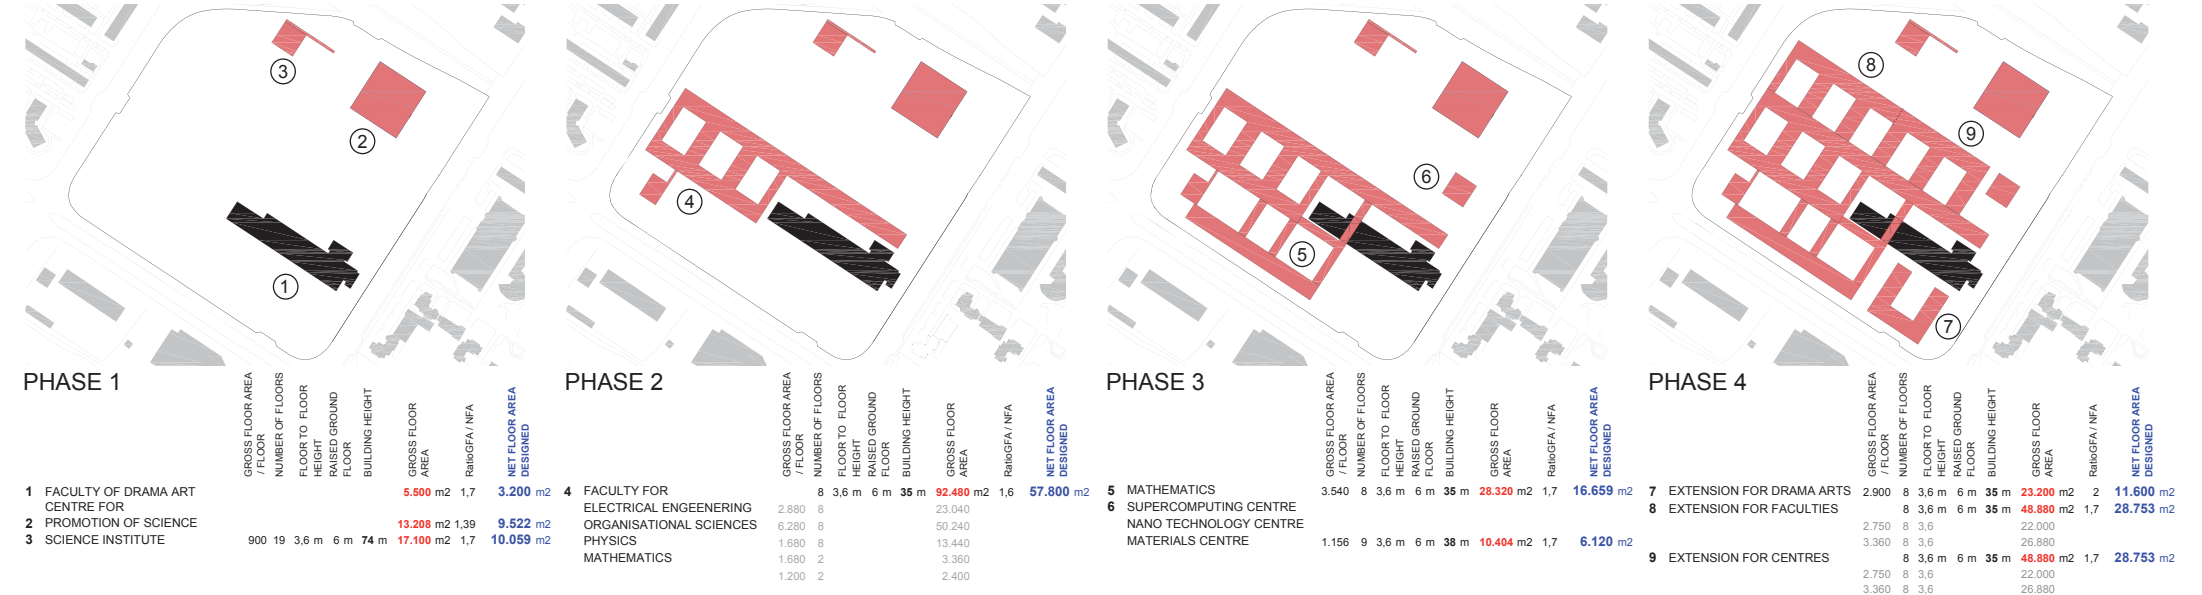 3
2
1
4
6
5
8
9
7
PHASE 1
GROSS FLOOR AREA / FLOOR
NUMBER OF FLOORS
FLOOR TO FLOOR HEIGHT
RAISED GROUND FLOOR
BUILDING HEIGHT
GROSS FLOOR AREA
RatioGFA / NFA
NET FLOOR AREA DESIGNED
1 FACULTY OF DRAMA ART 5.500 m2 1,7 3.200 m2
CENTRE FOR
2 PROMOTION OF SCIENCE 13.208 m2 1,39 9.522 m2
3 SCIENCE INSTITUTE 900 19 3,6 m 6 m 74 m 17.100 m2 1,7 10.059 m2
PHASE 2
GROSS FLOOR AREA / FLOOR
NUMBER OF FLOORS
FLOOR TO FLOOR HEIGHT
RAISED GROUND FLOOR
BUILDING HEIGHT
GROSS FLOOR AREA
RatioGFA / NFA
NET FLOOR AREA DESIGNED
4 FACULTY FOR 8 3,6 m 6 m 35 m 92.480 m2 1,6 57.800 m2
ELECTRICAL ENGEENERING 2.880 8 23.040
ORGANISATIONAL SCIENCES 6.280 8 50.240
PHYSICS 1.680 8 13.440
MATHEMATICS 1.680 2 3.360
1.200 2 2.400
PHASE 3
GROSS FLOOR AREA / FLOOR
NUMBER OF FLOORS
FLOOR TO FLOOR HEIGHT
RAISED GROUND FLOOR
BUILDING HEIGHT
GROSS FLOOR AREA
RatioGFA / NFA
NET FLOOR AREA DESIGNED
5 MATHEMATICS 3.540 8 3,6 m 6 m 35 m 28.320 m2 1,7 16.659 m2
6 SUPERCOMPUTING CENTRE
NANO TECHNOLOGY CENTRE
MATERIALS CENTRE 1.156 9 3,6 m 6 m 38 m 10.404 m2 1,7 6.120 m2
PHASE 4
GROSS FLOOR AREA / FLOOR
NUMBER OF FLOORS
FLOOR TO FLOOR HEIGHT
RAISED GROUND FLOOR
BUILDING HEIGHT
GROSS FLOOR AREA
RatioGFA / NFA
NET FLOOR AREA DESIGNED
7 EXTENSION FOR DRAMA ARTS 2.900 8 3,6 m 6 m 35 m 23.200 m2 2 11.600 m2
8 EXTENSION FOR FACULTIES 8 3,6 m 6 m 35 m 48.880 m2 1,7 28.753 m2
2.750 8 3,6 22.000
3.360 8 3,6 26.880
9 EXTENSION FOR CENTRES 8 3,6 m 6 m 35 m 48.880 m2 1,7 28.753 m2
2.750 8 3,6 22.000
3.360 8 3,6 26.880